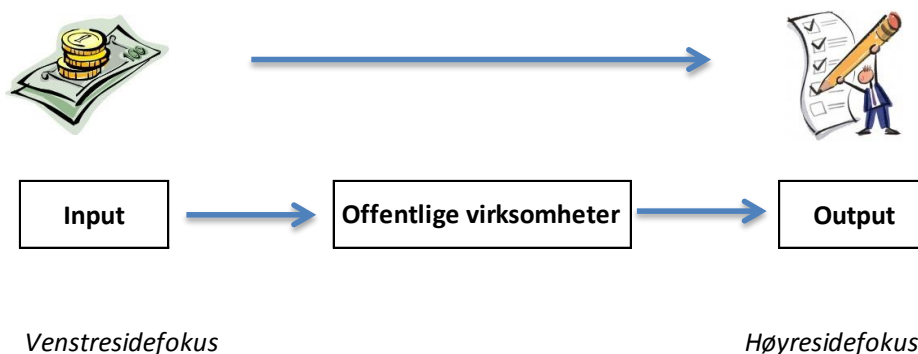 Input
Offentlige virksomheter
Output
Venstresidefokus
Høyresidefokus